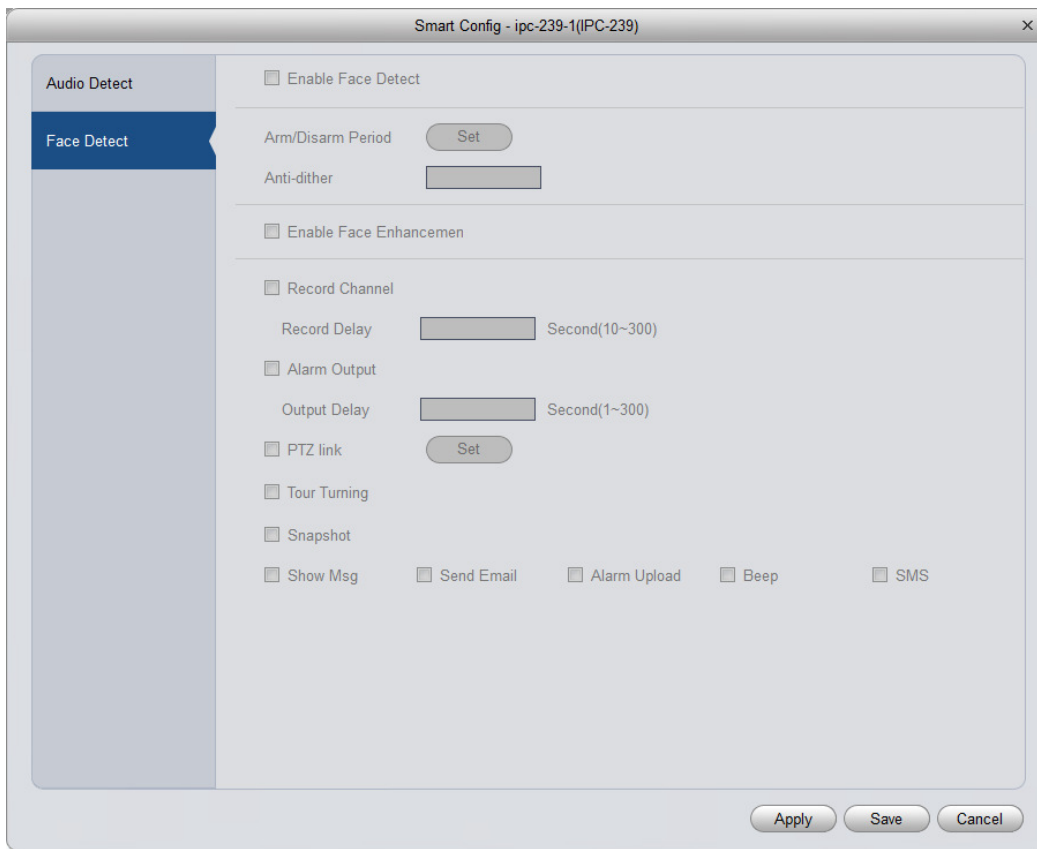 Smart Config - ipc-239-1(IPC-239)
Audio Detect
Face Detect
Enable Face Detect
Arm/Disarm Period Set
Anti-dither
Enable Face Enhancemen
Record Channel
Record Delay Second(10~300)
Alarm Output
Output Delay Second(1~300)
PTZ link Set
Tour Turning
Snapshot
Show Msg Send Email Alarm Upload Beep SMS
Apply Save Cancel